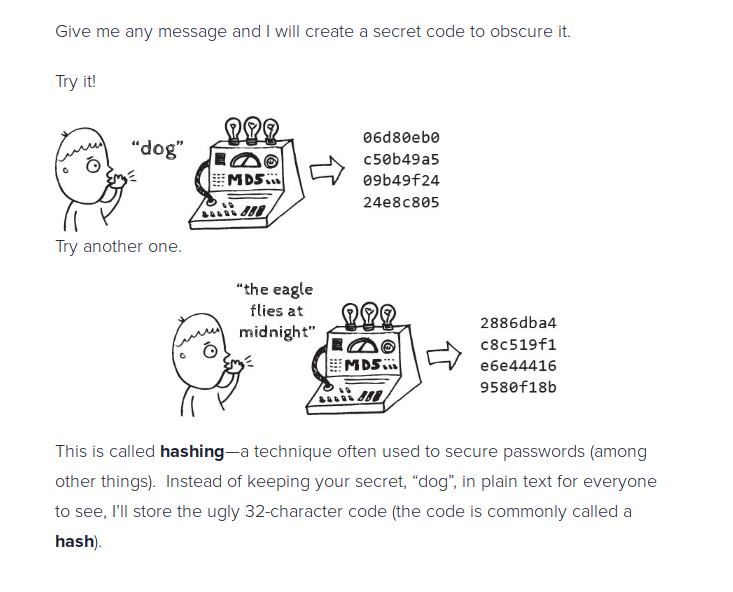 Give me any message and I will create a secret code to obscure it.
Try it!
“dog”
MD5
06d80eb0
c50b49a5
09b49f24
24e8c805
Try another one.
“the eagle
flies at
midnight”
MD5
2886dba4
c8c519f1
e6e44416
9580f18b
This is called hashing—a technique often used to secure passwords (among
other things).  Instead of keeping your secret, “dog”, in plain text for everyone
to see, I’ll store the ugly 32-character code (the code is commonly called a
hash).